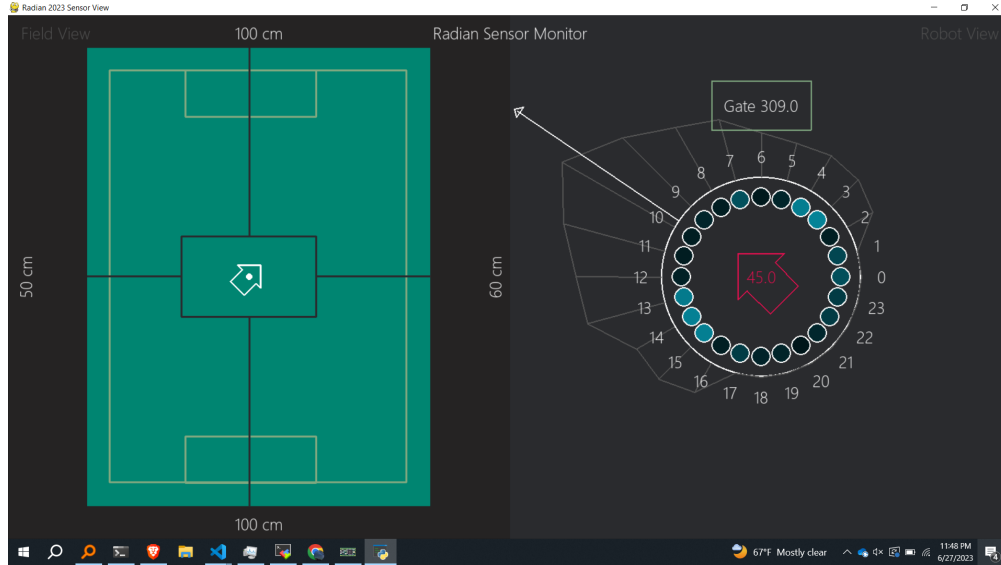 Radian 2023 Sensor View
Field View
100 cm
Radian Sensor Monitor
Robot View
50 cm
60 cm
100 cm
Gate 309.0
45.0
0
1
2
3
4
5
6
7
8
9
10
11
12
13
14
15
16
17
18
19
20
21
22
23
67°F Mostly clear
11:48 PM
6/27/2023
4